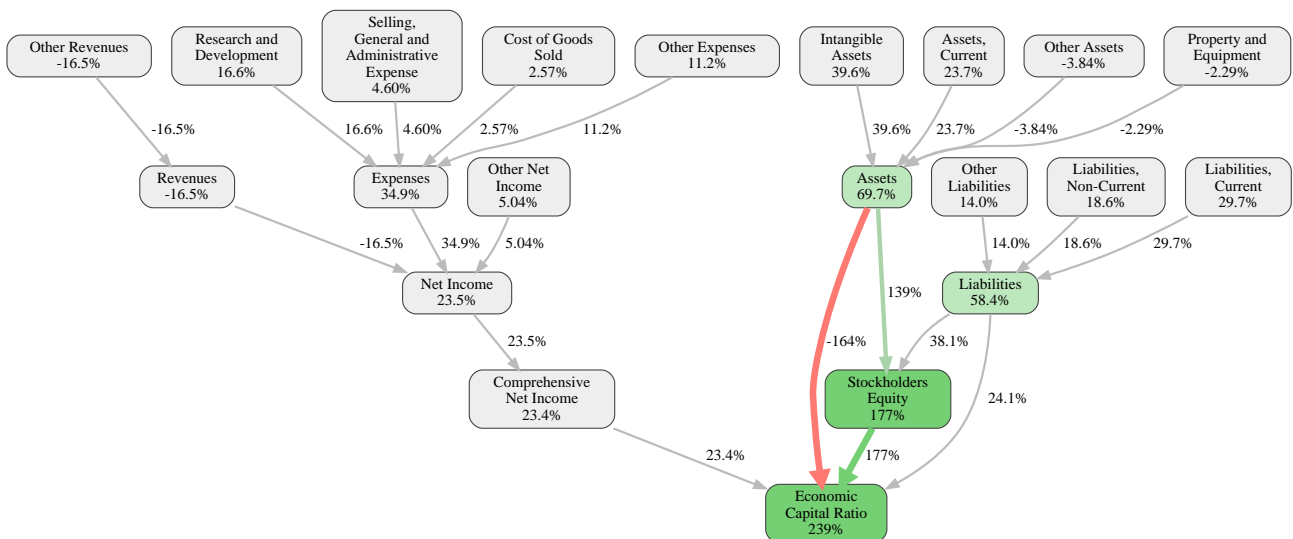 Other Revenues
-16.5%
Research and
Development
16.6%
Selling,
General and
Administrative
Expense
4.60%
Cost of Goods
Sold
2.57%
Other Expenses
11.2%
Intangible
Assets
39.6%
Assets,
Current
23.7%
Other Assets
-3.84%
Property and
Equipment
-2.29%
-16.5%
16.6%
4.60%
2.57%
11.2%
39.6%
23.7%
-3.84%
-2.29%
Revenues
-16.5%
Expenses
34.9%
Other Net
Income
5.04%
Assets
69.7%
Other
Liabilities
14.0%
Liabilities,
Non-Current
18.6%
Liabilities,
Current
29.7%
-16.5%
34.9%
5.04%
14.0%
18.6%
29.7%
Net Income
23.5%
139%
Liabilities
58.4%
23.5%
-164%
38.1%
Comprehensive
Net Income
23.4%
Stockholders
Equity
177%
24.1%
23.4%
177%
Economic
Capital Ratio
239%